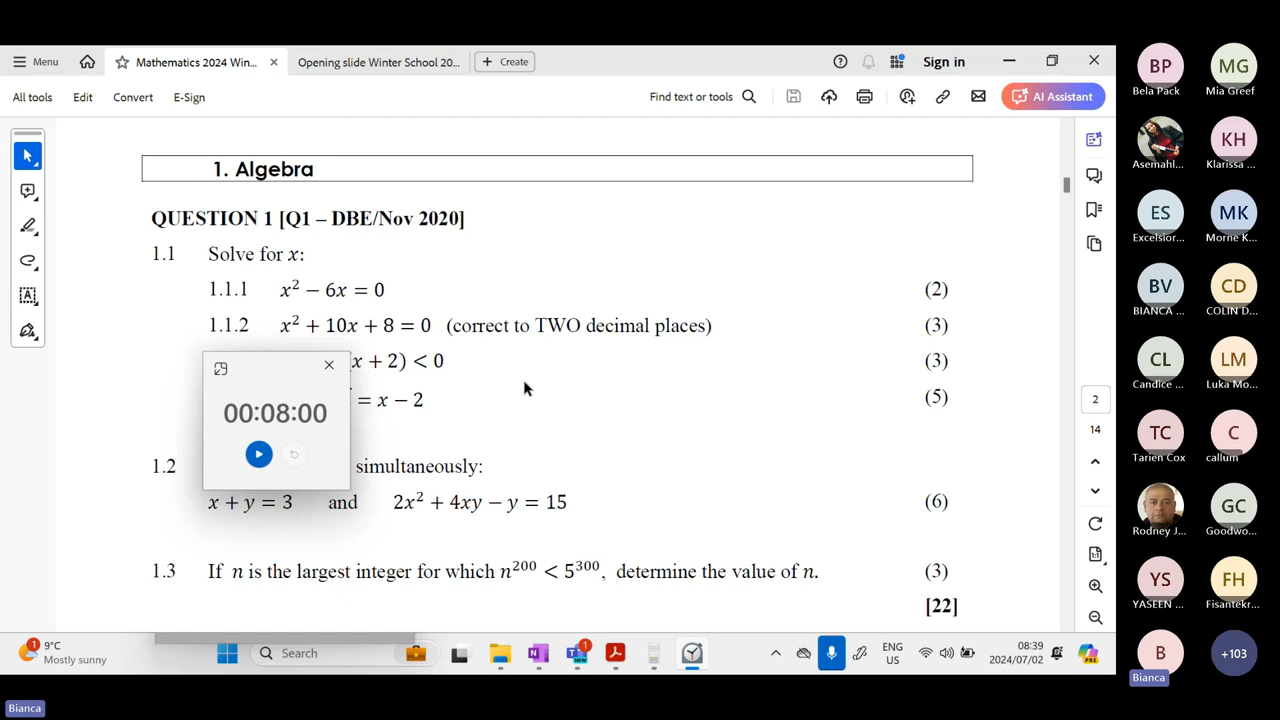 Menu
Mathematics 2024 Win...
Opening slide Winter School 20...
Create
Sign in
All tools
Edit
Convert
E-Sign
Find text or tools
AI Assistant
1. Algebra
QUESTION 1 [Q1 – DBE/Nov 2020]
1.1 Solve for x:
1.1.1 x² − 6x = 0 (2)
1.1.2 x² + 10x + 8 = 0 (correct to TWO decimal places) (3)
x + 2) < 0 (3)
= x − 2 (5)
00:08:00
1.2 simultaneously:
x + y = 3 and 2x² + 4xy − y = 15 (6)
1.3 If n is the largest integer for which n²⁰⁰ < 5³⁰⁰, determine the value of n. (3)
[22]
2
14
BP
Bela Pack
MG
Mia Greef
Asemahl...
KH
Klarissa ...
ES
Excelsior...
MK
Morne K...
BV
BIANCA ...
CD
COLIN D...
CL
Candice ...
LM
Luka Mo...
TC
Tarien Cox
C
callum
Rodney J...
GC
Goodwo...
YS
YASEEN ...
FH
Fisantekr...
B
Bianca
+103
1
9°C
Mostly sunny
Search
NEW
1
ENG
US
08:39
2024/07/02
PRE
Bianca